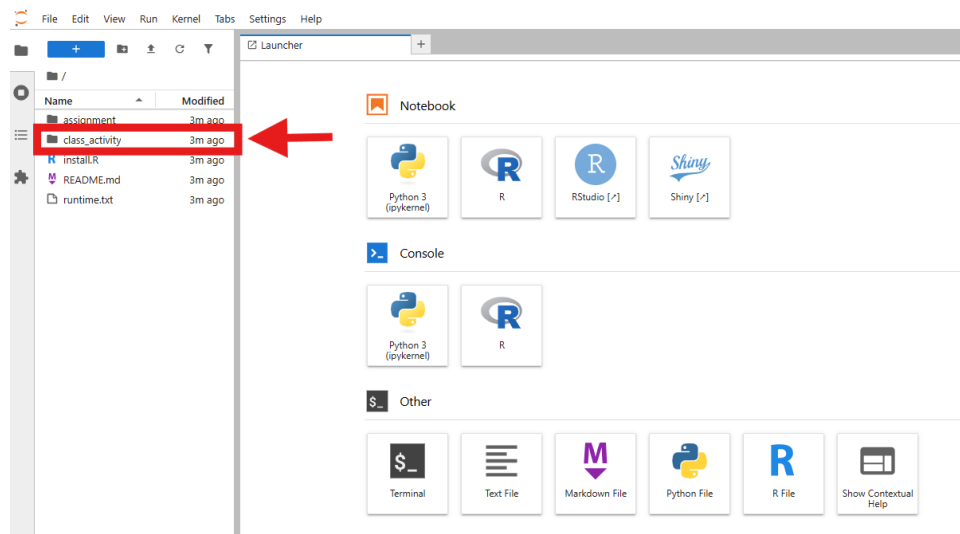 File Edit View Run Kernel Tabs Settings Help
+
Launcher
+
/
Name Modified
assignment 3m ago
class_activity 3m ago
R install.R 3m ago
M README.md 3m ago
runtime.txt 3m ago
Notebook
Python 3
(ipykernel)
R
R
R
RStudio [↗]
Shiny
Shiny [↗]
>_ Console
Python 3
(ipykernel)
R
R
$_ Other
$_
Terminal
Text File
M
Markdown File
Python File
R
R File
Show Contextual
Help